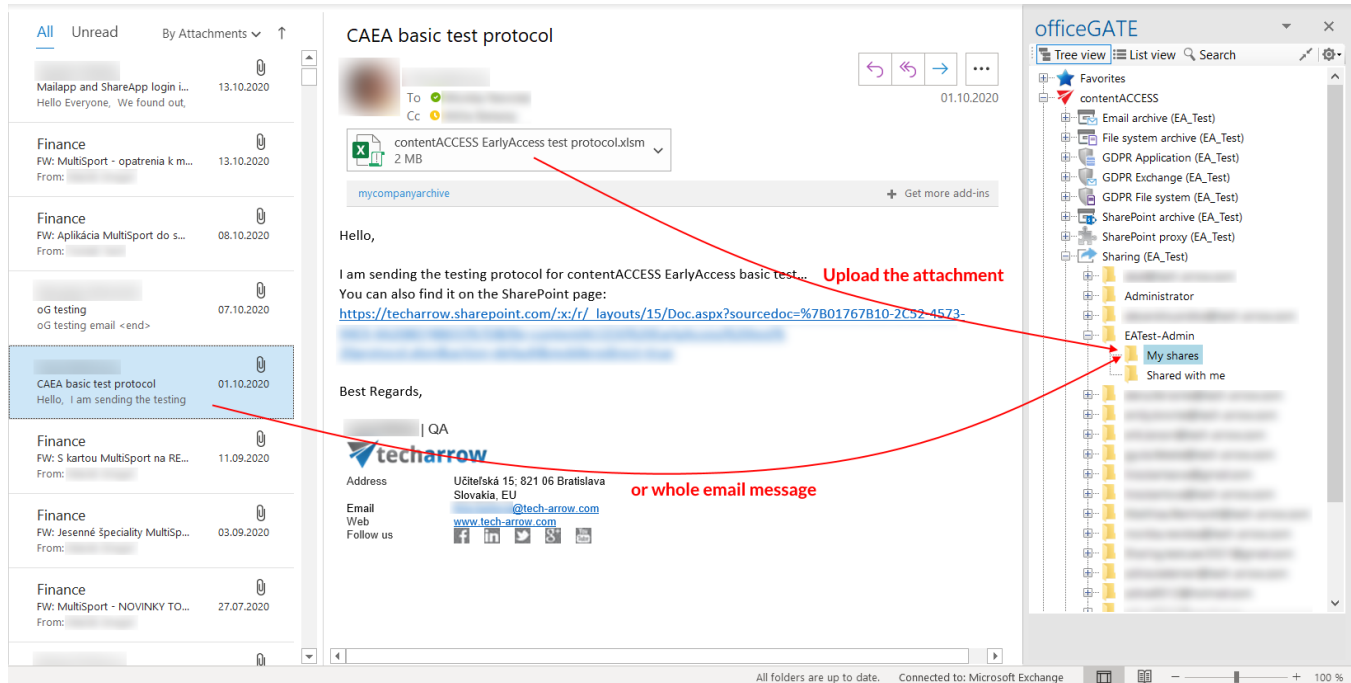 All Unread By Attachments ↑
Mailapp and ShareApp login i... 13.10.2020
Hello Everyone, We found out,
Finance
FW: MultiSport - opatrenia k m... 13.10.2020
From:
Finance
FW: Aplikácia MultiSport do s... 08.10.2020
From:
oG testing 07.10.2020
oG testing email <end>
CAEA basic test protocol 01.10.2020
Hello, I am sending the testing
Finance
FW: S kartou MultiSport na RE... 11.09.2020
From:
Finance
FW: Jesenné špeciality MultiSp... 03.09.2020
From:
Finance
FW: MultiSport - NOVINKY TO... 27.07.2020
From:
CAEA basic test protocol
To
Cc
01.10.2020
contentACCESS EarlyAccess test protocol.xlsm
2 MB
mycompanyarchive + Get more add-ins
Hello,
I am sending the testing protocol for contentACCESS EarlyAccess basic test...
You can also find it on the SharePoint page:
https://techarrow.sharepoint.com/:x:/r/_layouts/15/Doc.aspx?sourcedoc=%7B01767B10-2C52-4573-
Best Regards,
| QA
techarrow
Address Učiteľská 15; 821 06 Bratislava
Slovakia, EU
Email @tech-arrow.com
Web www.tech-arrow.com
Follow us
Upload the attachment
or whole email message
officeGATE
Tree view List view Search
Favorites
contentACCESS
Email archive (EA_Test)
File system archive (EA_Test)
GDPR Application (EA_Test)
GDPR Exchange (EA_Test)
GDPR File system (EA_Test)
SharePoint archive (EA_Test)
SharePoint proxy (EA_Test)
Sharing (EA_Test)
Administrator
EATest-Admin
My shares
Shared with me
All folders are up to date. Connected to: Microsoft Exchange 100 %